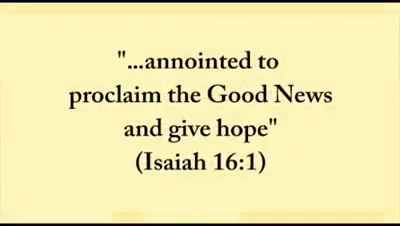 "...annointed to
proclaim the Good News
and give hope"
(Isaiah 16:1)